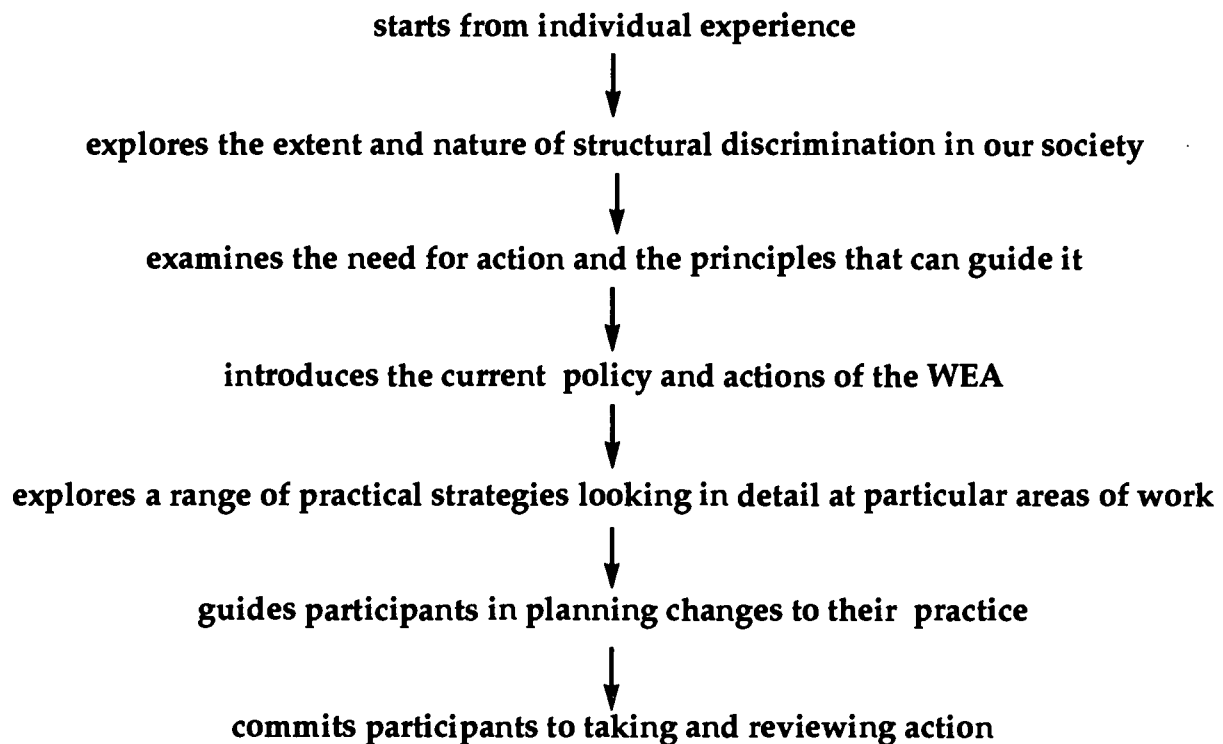 starts from individual experience
explores the extent and nature of structural discrimination in our society
examines the need for action and the principles that can guide it
introduces the current policy and actions of the WEA
explores a range of practical strategies looking in detail at particular areas of work
guides participants in planning changes to their practice
commits participants to taking and reviewing action